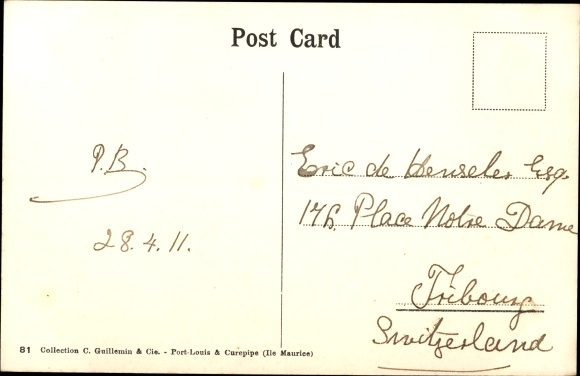 Post Card
P.B.
28.4.11.
Eric de Henseler Esq.
176, Place Notre Dame
Fribourg
Switzerland
81 Collection C. Guillemin & Cie. - Port-Louis & Curepipe (Ile Maurice)